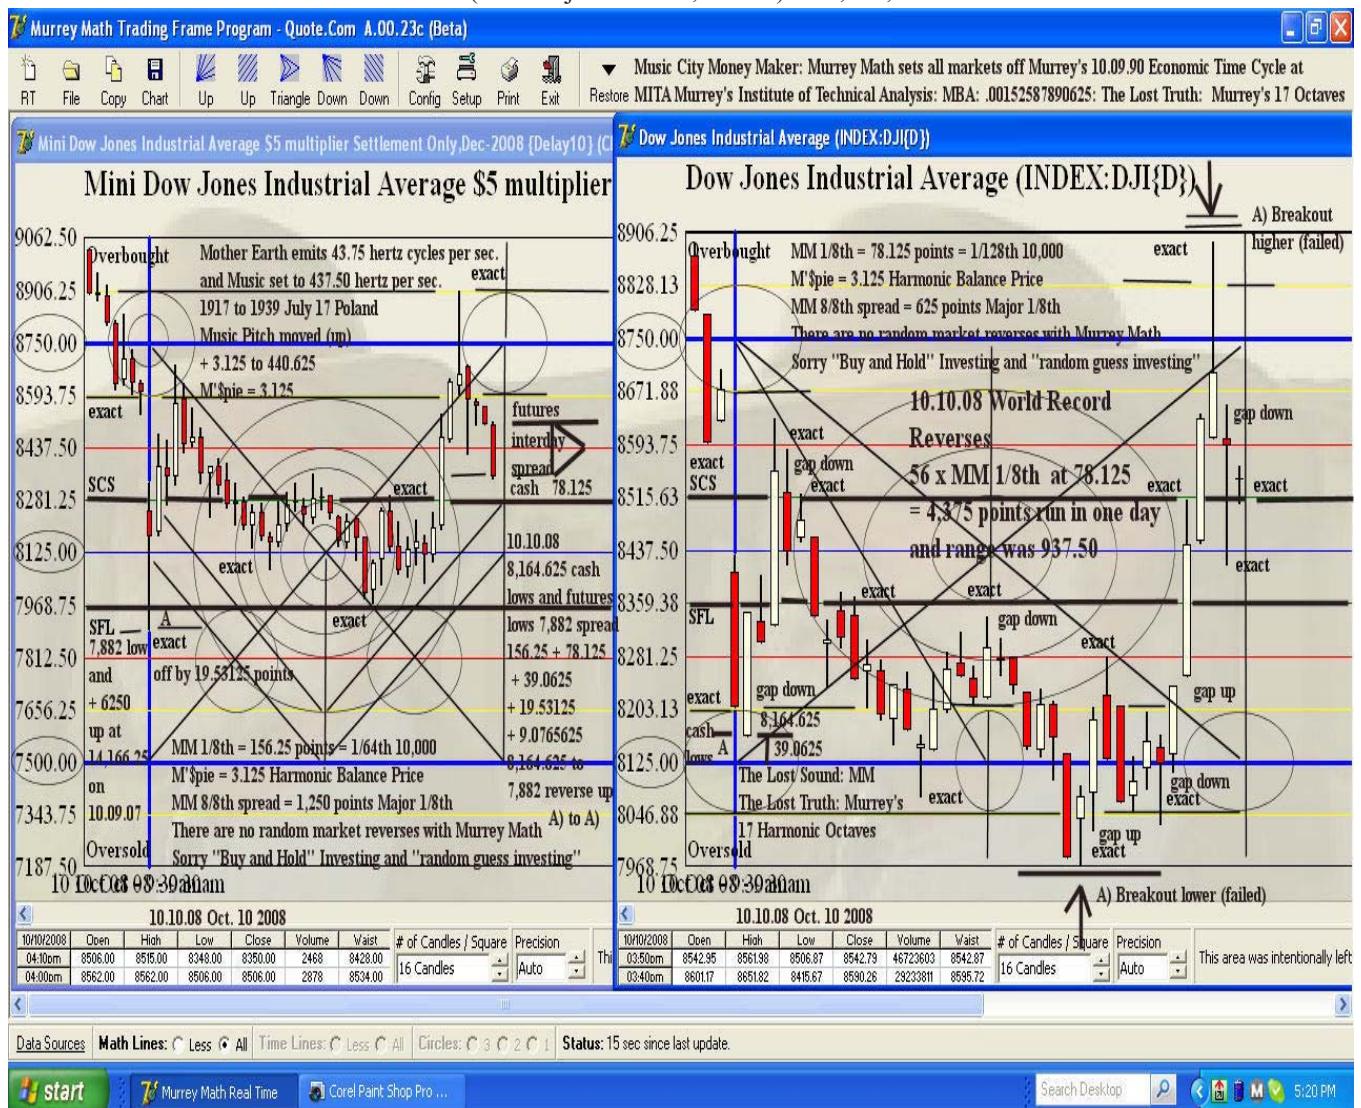 Murrey Math Trading Frame Program - Quote.Com A.00.23c (Beta)
RT File Copy Chart Up Up Triangle Down Down Config Setup Print Exit Restore
Music City Money Maker: Murrey Math sets all markets off Murrey's 10.09.90 Economic Time Cycle at
MITA Murrey's Institute of Technical Analysis: MBA: .00152587890625: The Lost Truth: Murrey's 17 Octaves
Mini Dow Jones Industrial Average $5 multiplier Settlement Only,Dec-2008 {Delay10}
Mini Dow Jones Industrial Average $5 multiplier
9062.50
8906.25
8750.00
8593.75
8437.50
8281.25
8125.00
7968.75
7812.50
7656.25
7500.00
7343.75
7187.50
Overbought
Mother Earth emits 43.75 hertz cycles per sec.
and Music set to 437.50 hertz per sec.
exact
1917 to 1939 July 17 Poland
Music Pitch moved (up)
+ 3.125 to 440.625
M'$pie = 3.125
exact
futures
interday
spread
cash 78.125
SCS
exact
exact
10.10.08
8,164.625 cash
lows and futures
lows 7,882 spread
156.25 + 78.125
+ 39.0625
+ 19.53125
+ 9.0765625
8,164.625 to
7,882 reverse up
A) to A)
SFL
A
exact
exact
7,882 low
and
+ 6250
up at
14,166.25
on
10.09.07
off by 19.53125 points
MM 1/8th = 156.25 points = 1/64th 10,000
M'$pie = 3.125 Harmonic Balance Price
MM 8/8th spread = 1,250 points Major 1/8th
There are no random market reverses with Murrey Math
Sorry "Buy and Hold" Investing and "random guess investing"
Oversold
10.10.08 Oct. 10 2008
10/10/2008 Open High Low Close Volume Waist
04:10pm 8506.00 8515.00 8348.00 8350.00 2468 8428.00
04:00pm 8562.00 8562.00 8506.00 8506.00 2878 8534.00
# of Candles / Square Precision
16 Candles Auto
Thi
Dow Jones Industrial Average (INDEX:DJI{D})
Dow Jones Industrial Average (INDEX:DJI{D})
A) Breakout
higher (failed)
8906.25
8828.13
8750.00
8671.88
8593.75
8515.63
8437.50
8359.38
8281.25
8203.13
8125.00
8046.88
7968.75
Overbought
MM 1/8th = 78.125 points = 1/128th 10,000
exact
M'$pie = 3.125 Harmonic Balance Price
MM 8/8th spread = 625 points Major 1/8th
There are no random market reverses with Murrey Math
Sorry "Buy and Hold" Investing and "random guess investing"
10.10.08 World Record
Reverses
56 x MM 1/8th at 78.125
= 4,375 points run in one day
and range was 937.50
gap down
exact
exact
gap down
SCS
exact
exact
exact
exact
SFL
exact
exact
gap down
exact
exact
gap down
gap up
cash
lows
A
8,164.625
39.0625
The Lost Sound: MM
The Lost Truth: Murrey's
17 Harmonic Octaves
exact
gap down
exact
gap up
exact
Oversold
A) Breakout lower (failed)
10.10.08 Oct. 10 2008
10/10/2008 Open High Low Close Volume Waist
03:50pm 8542.95 8561.98 8506.87 8542.79 46723603 8542.87
03:40pm 8601.17 8651.82 8415.67 8590.26 29233811 8595.72
# of Candles / Square Precision
16 Candles Auto
This area was intentionally left
Data Sources Math Lines: Less All Time Lines: Less All Circles: 3 2 1 Status: 15 sec since last update.
start Murrey Math Real Time Corel Paint Shop Pro ... Search Desktop 5:20 PM